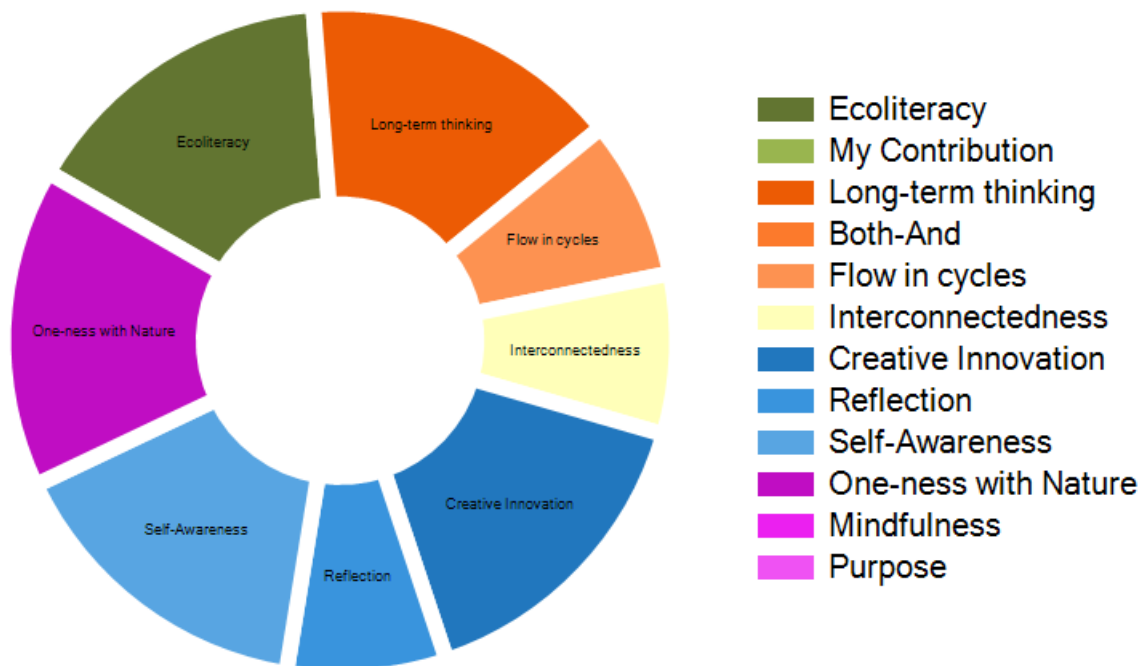 Ecoliteracy
Long-term thinking
Flow in cycles
One-ness with Nature
Interconnectedness
Self-Awareness
Creative Innovation
Reflection
Ecoliteracy
My Contribution
Long-term thinking
Both-And
Flow in cycles
Interconnectedness
Creative Innovation
Reflection
Self-Awareness
One-ness with Nature
Mindfulness
Purpose